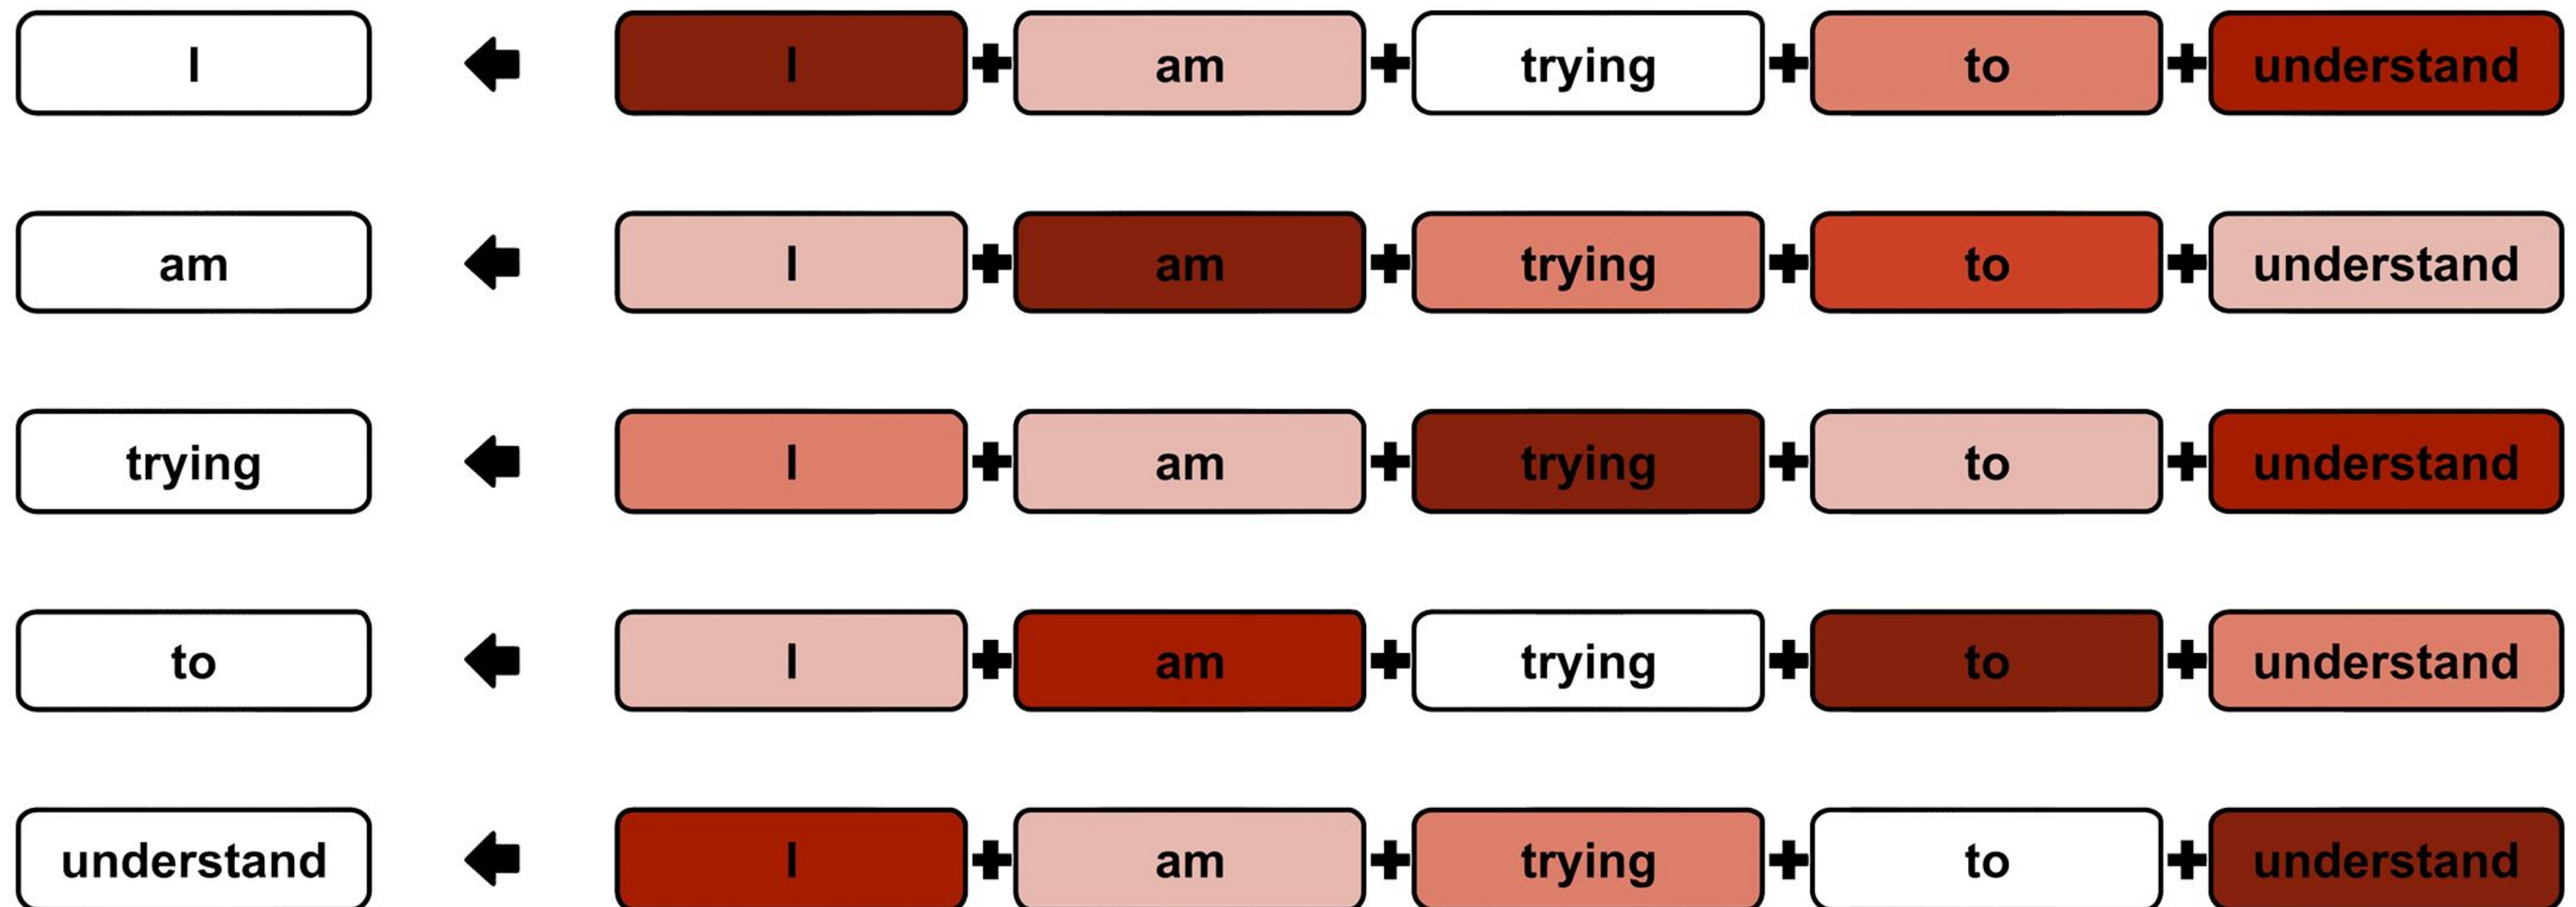 I I + am + trying + to + understand
am I + am + trying + to + understand
trying I + am + trying + to + understand
to I + am + trying + to + understand
understand I + am + trying + to + understand